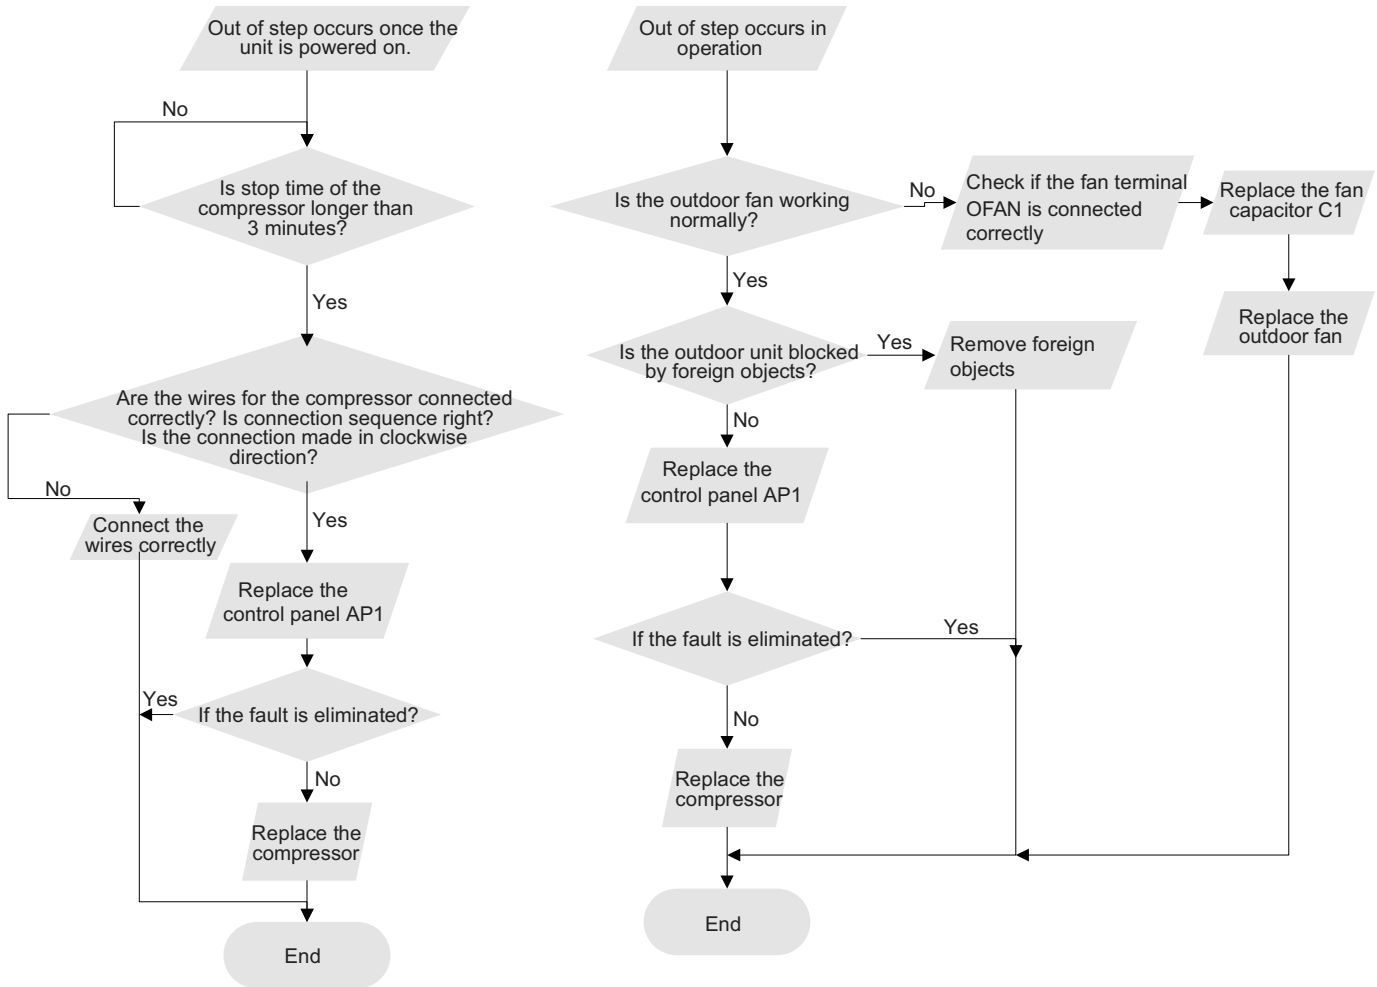 Out of step occurs once the
unit is powered on.
No
Is stop time of the
compressor longer than
3 minutes?
Yes
Are the wires for the compressor connected
correctly? Is connection sequence right?
Is the connection made in clockwise
direction?
No
Connect the
wires correctly
Yes
Replace the
control panel AP1
Yes
If the fault is eliminated?
No
Replace the
compressor
End
Out of step occurs in
operation
Is the outdoor fan working
normally?
No
Check if the fan terminal
OFAN is connected
correctly
Replace the fan
capacitor C1
Replace the
outdoor fan
Yes
Is the outdoor unit blocked
by foreign objects?
Yes
Remove foreign
objects
No
Replace the
control panel AP1
If the fault is eliminated?
Yes
No
Replace the
compressor
End